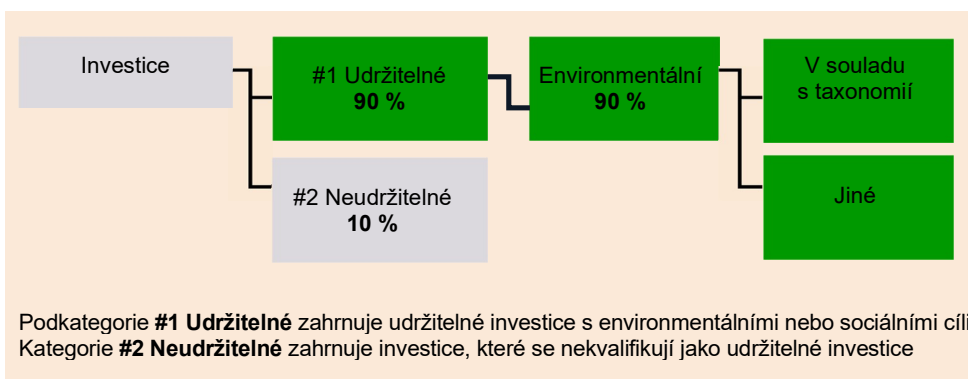 Investice
#1 Udržitelné
90 %
Environmentální
90 %
V souladu
s taxonomií
#2 Neudržitelné
10 %
Jiné
Podkategorie #1 Udržitelné zahrnuje udržitelné investice s environmentálními nebo sociálními cíli
Kategorie #2 Neudržitelné zahrnuje investice, které se nekvalifikují jako udržitelné investice